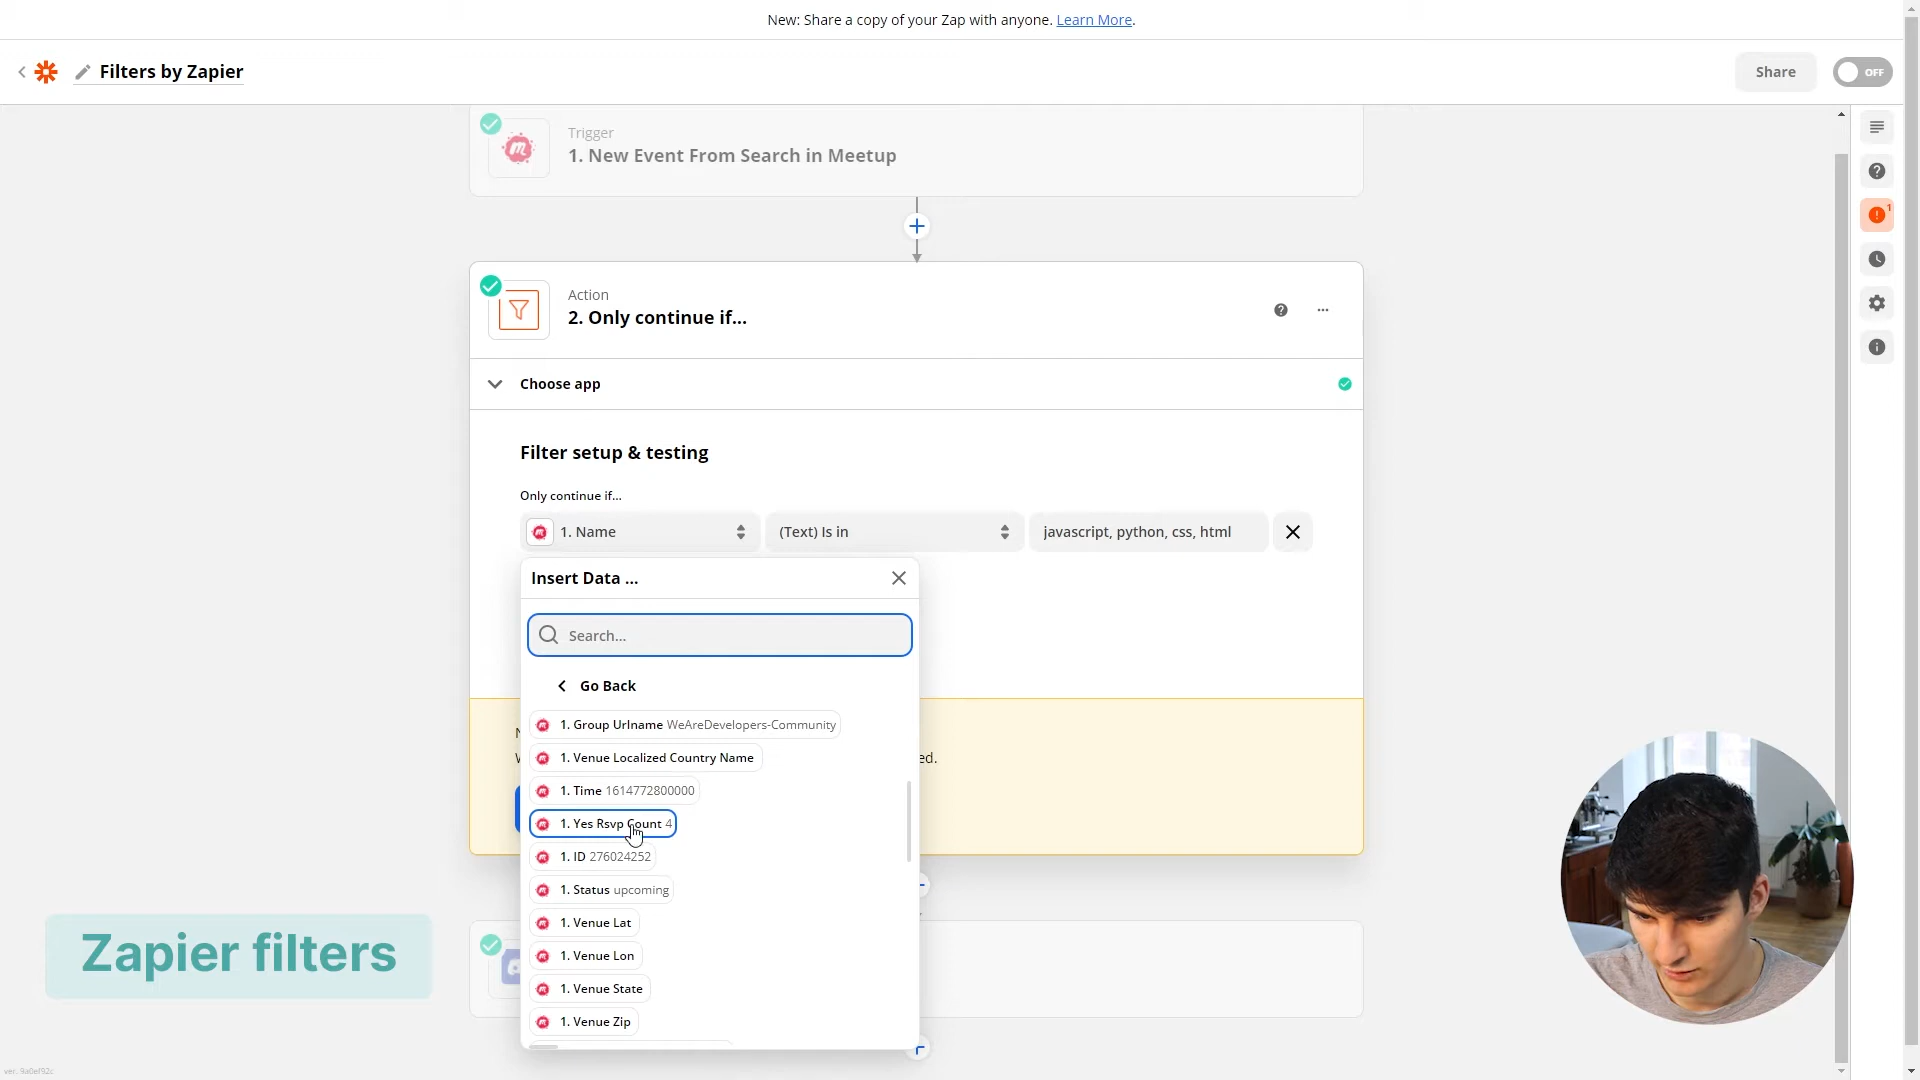 New: Share a copy of your Zap with anyone. Learn More.
Filters by Zapier
Share
OFF
Trigger
1. New Event From Search in Meetup
1
Action
2. Only continue if...
Choose app
Filter setup & testing
Only continue if...
1. Name
(Text) Is in
javascript, python, css, html
Insert Data ...
Search...
Go Back
1. Group Urlname WeAreDevelopers-Community
1. Venue Localized Country Name
1. Time 1614772800000
1. Yes Rsvp Count 4
1. ID 276024252
1. Status upcoming
1. Venue Lat
1. Venue Lon
1. Venue State
1. Venue Zip
ed.
Zapier filters
ver. 9a0ef92c